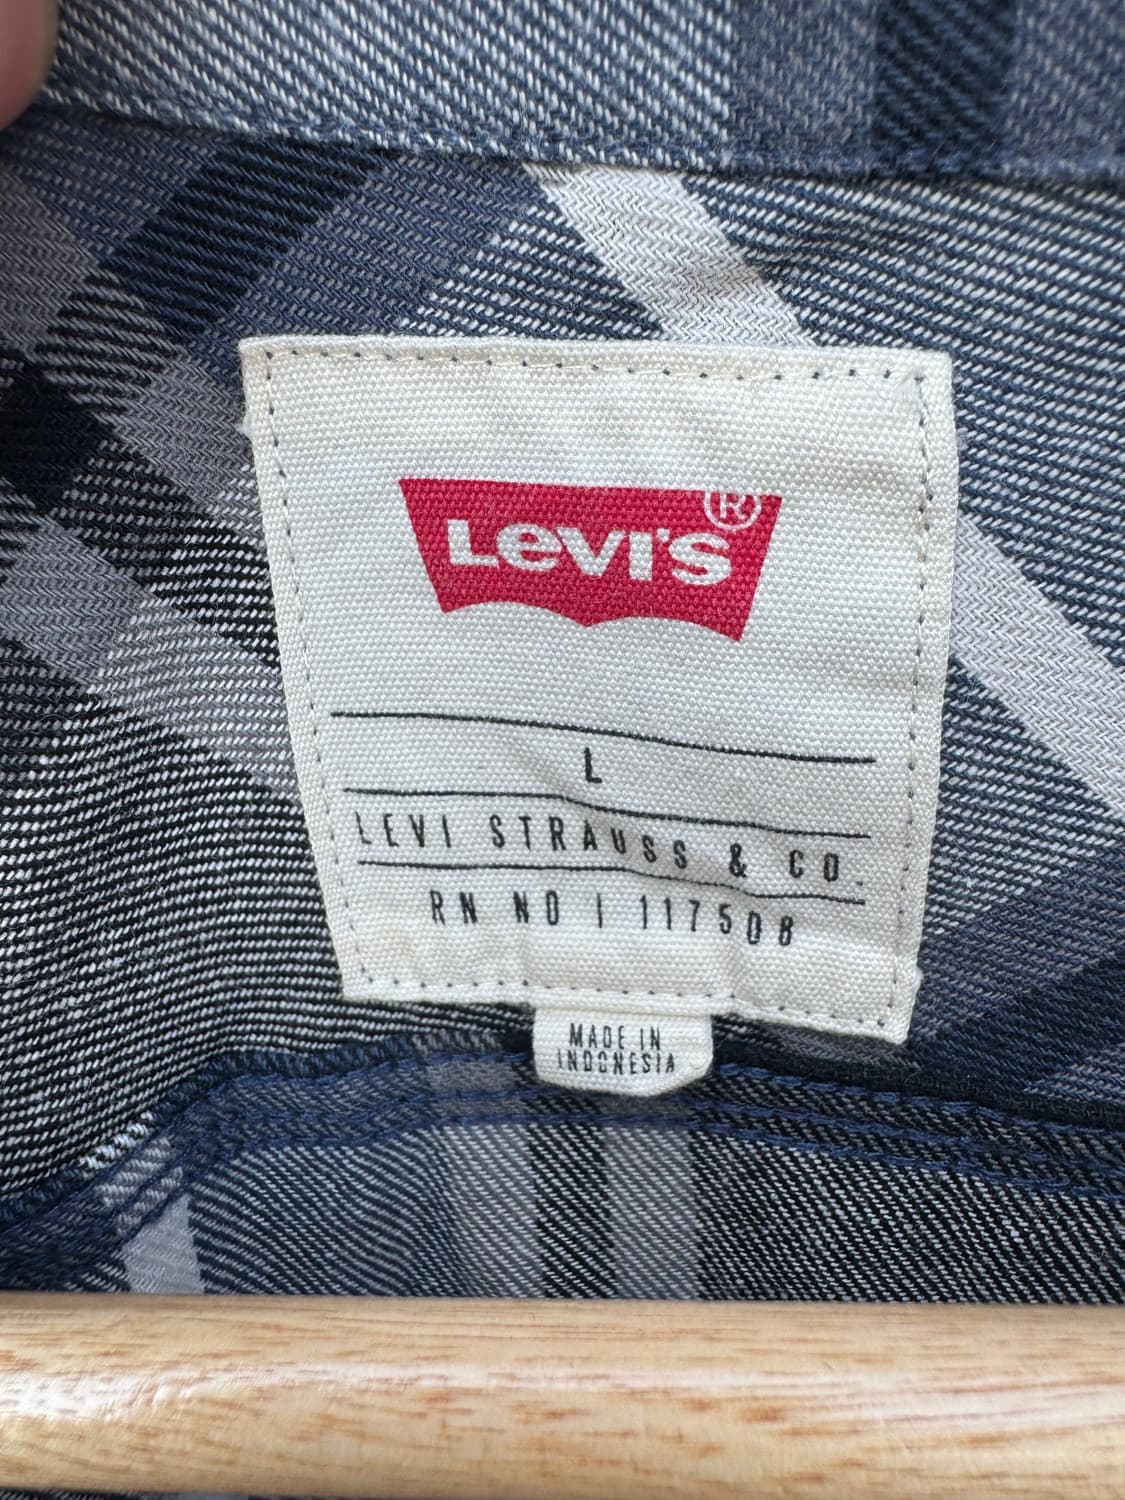 Levi's®
L
LEVI STRAUSS & CO.
RN NO | 117508
MADE IN
INDONESIA